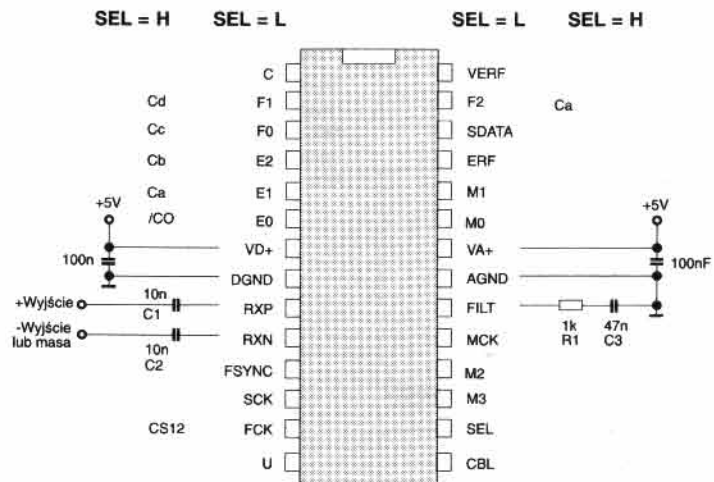 SEL = H SEL = L SEL = L SEL = H
C VERF
Cd F1 F2 Ca
Cc F0 SDATA
Cb E2 ERF
Ca E1 M1
+5V +5V
/CO E0 M0
VD+ VA+
100n 100nF
DGND AGND
+Wyjście 10n RXP FILT
C1
-Wyjście RXN 1k 47n MCK
lub masa 10n R1 C3
C2 FSYNC M2
SCK M3
CS12 FCK SEL
U CBL